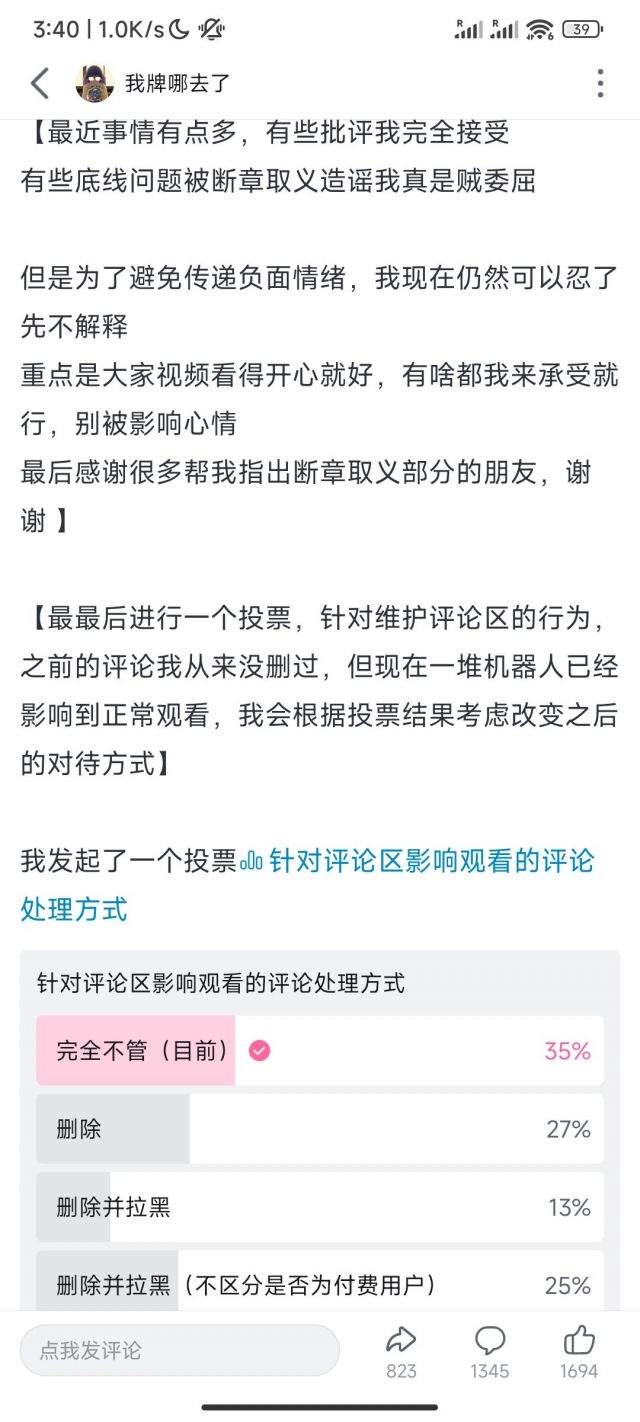 3:40 | 1.0K/s
R R 6 39
我牌哪去了
【最近事情有点多，有些批评我完全接受
有些底线问题被断章取义造谣我真是贼委屈
但是为了避免传递负面情绪，我现在仍然可以忍了
先不解释
重点是大家视频看得开心就好，有啥都我来承受就
行，别被影响心情
最后感谢很多帮我指出断章取义部分的朋友，谢
谢 】
【最最后进行一个投票，针对维护评论区的行为，
之前的评论我从来没删过，但现在一堆机器人已经
影响到正常观看，我会根据投票结果考虑改变之后
的对待方式】
我发起了一个投票针对评论区影响观看的评论
处理方式
针对评论区影响观看的评论处理方式
完全不管（目前） 35%
删除 27%
删除并拉黑 13%
删除并拉黑（不区分是否为付费用户） 25%
点我发评论
823 1345 1694